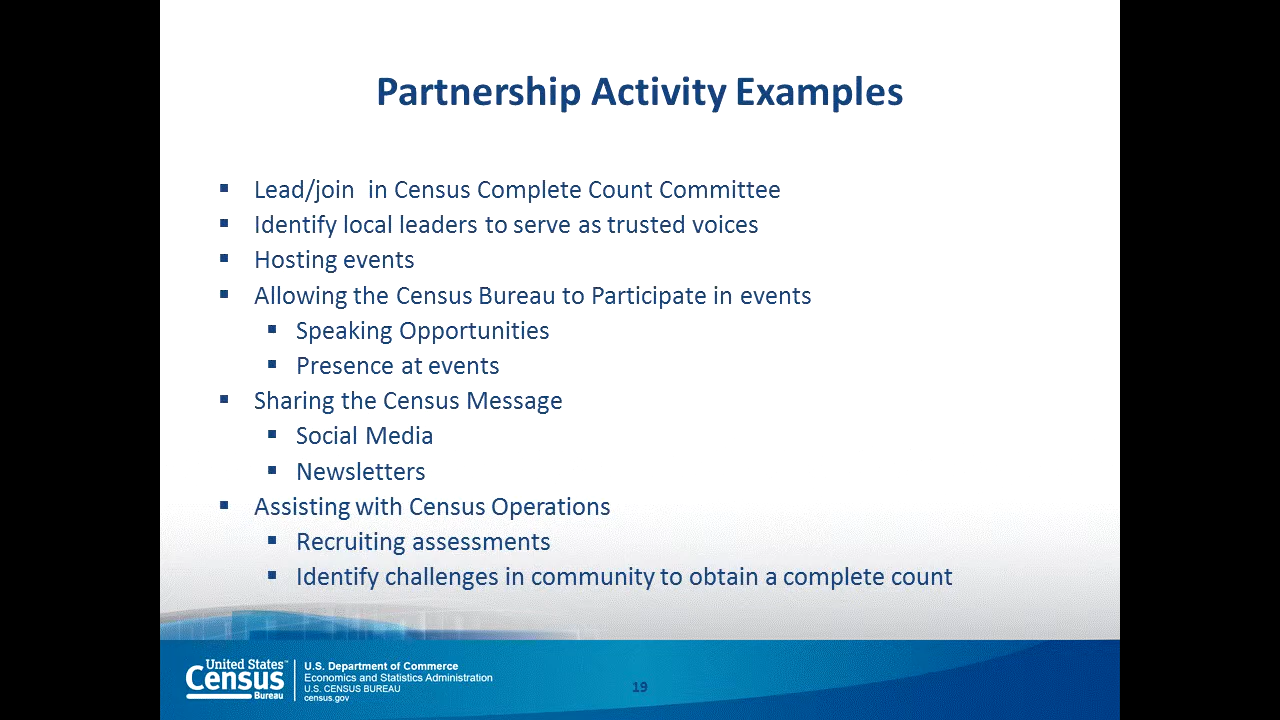 Partnership Activity Examples
▪ Lead/join  in Census Complete Count Committee
▪ Identify local leaders to serve as trusted voices
▪ Hosting events
▪ Allowing the Census Bureau to Participate in events
▪ Speaking Opportunities
▪ Presence at events
▪ Sharing the Census Message
▪ Social Media
▪ Newsletters
▪ Assisting with Census Operations
▪ Recruiting assessments
▪ Identify challenges in community to obtain a complete count
United States™
Census
Bureau
U.S. Department of Commerce
Economics and Statistics Administration
U.S. CENSUS BUREAU
census.gov
19